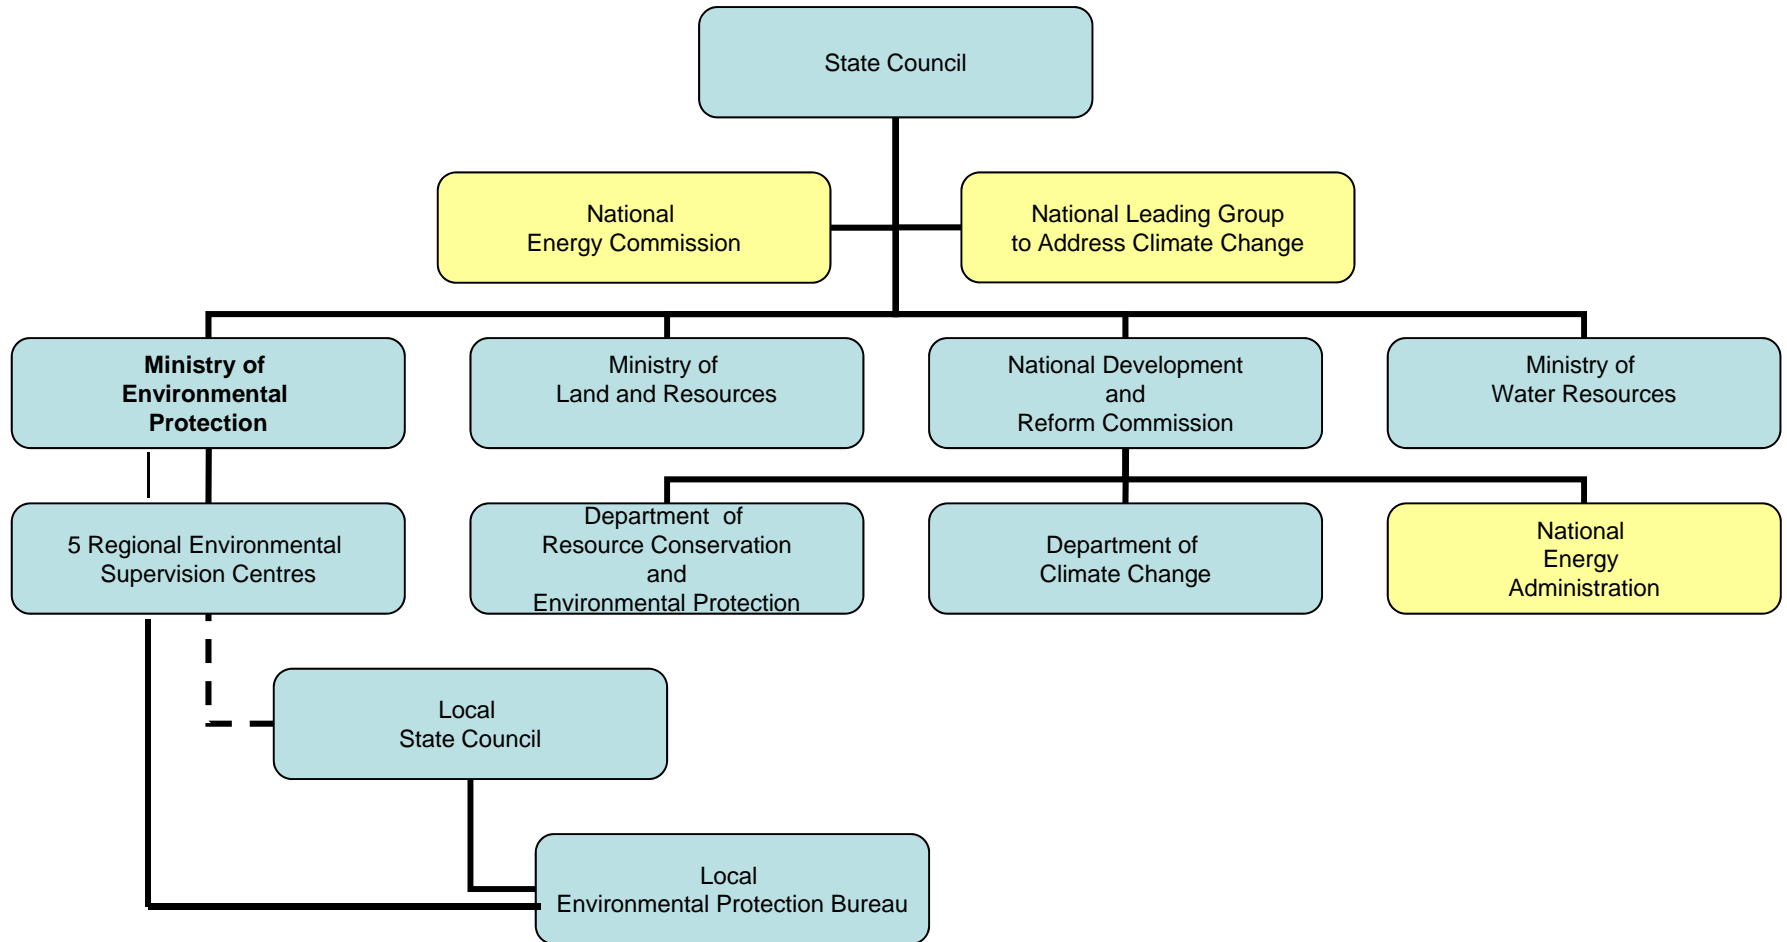 State Council
National
Energy Commission
National Leading Group
to Address Climate Change
Ministry of
Environmental
Protection
Ministry of
Land and Resources
National Development
and
Reform Commission
Ministry of
Water Resources
5 Regional Environmental
Supervision Centres
Department of
Resource Conservation
and
Environmental Protection
Department of
Climate Change
National
Energy
Administration
Local
State Council
Local
Environmental Protection Bureau